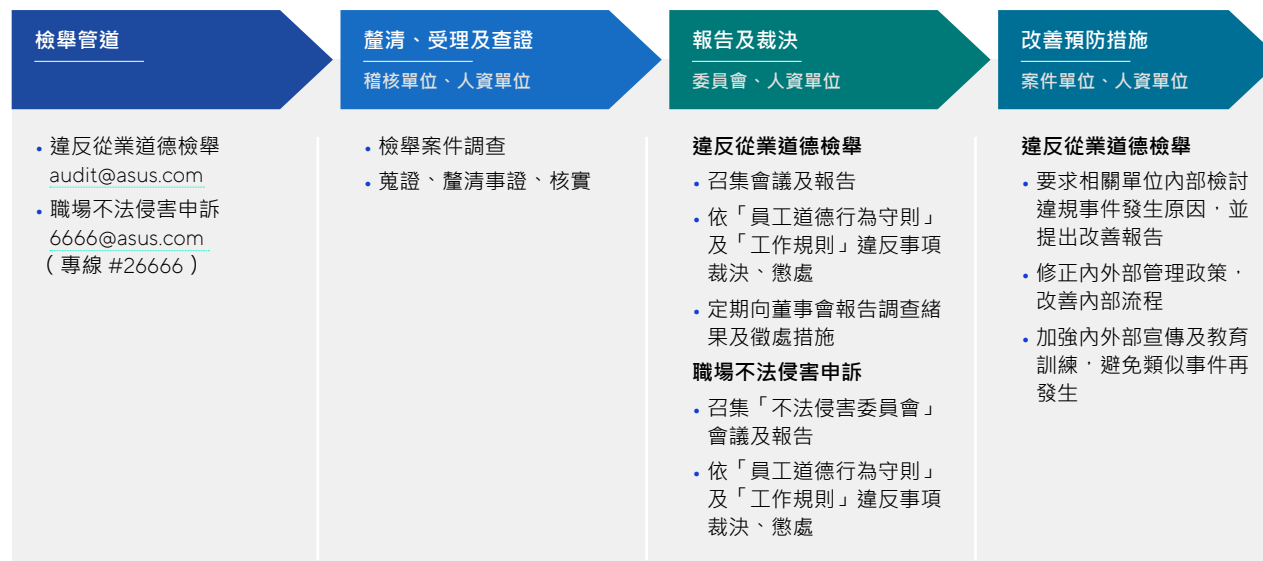 檢舉管道
• 違反從業道德檢舉
audit@asus.com
• 職場不法侵害申訴
6666@asus.com
（專線 #26666）
釐清、受理及查證
稽核單位、人資單位
• 檢舉案件調查
• 蒐證、釐清事證、核實
報告及裁決
委員會、人資單位
違反從業道德檢舉
• 召集會議及報告
• 依「員工道德行為守則」
及「工作規則」違反事項
裁決、懲處
• 定期向董事會報告調查緒
果及徵處措施
職場不法侵害申訴
• 召集「不法侵害委員會」
會議及報告
• 依「員工道德行為守則」
及「工作規則」違反事項
裁決、懲處
改善預防措施
案件單位、人資單位
違反從業道德檢舉
• 要求相關單位內部檢討
違規事件發生原因，並
提出改善報告
• 修正內外部管理政策，
改善內部流程
• 加強內外部宣傳及教育
訓練，避免類似事件再
發生